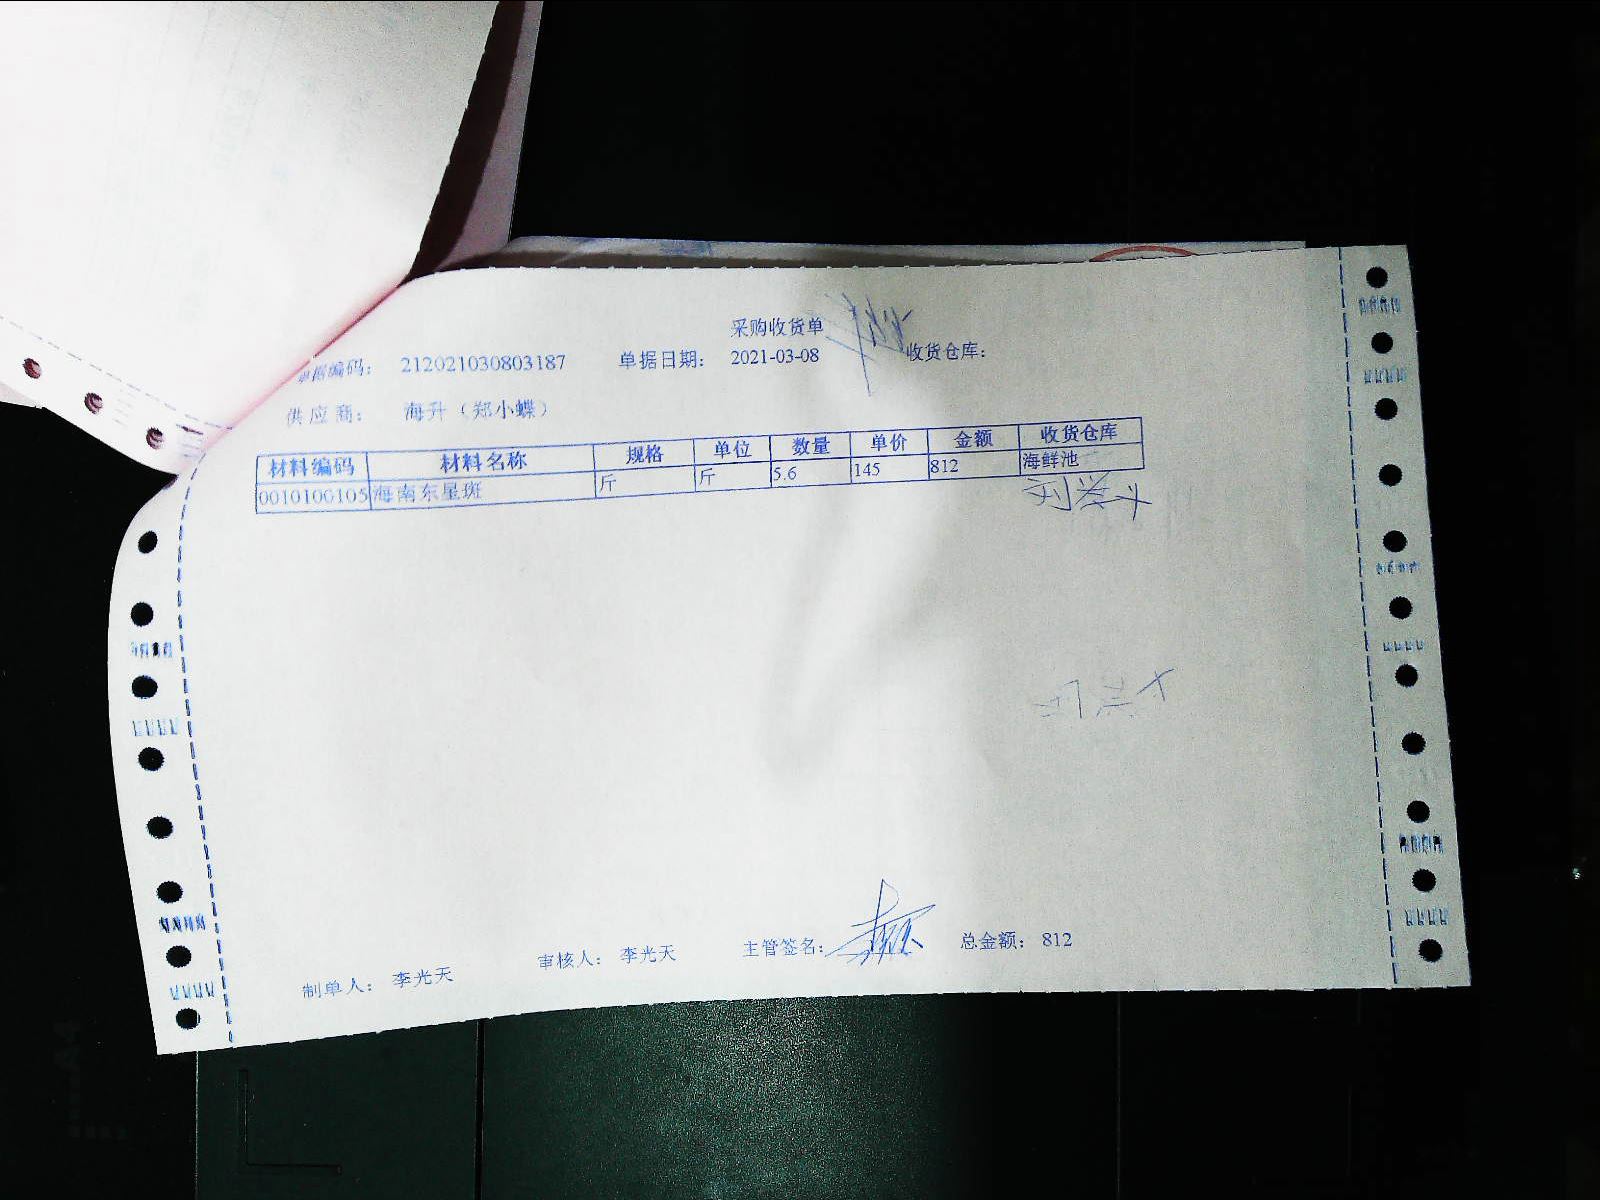 采购收货单
单据编码: 212021030803187 单据日期: 2021-03-08 收货仓库:
供应商: 海升（郑小蝶）
材料编码 材料名称 规格 单位 数量 单价 金额 收货仓库
0010100105 海南东星斑 斤 斤 5.6 145 812 海鲜池
制单人: 李光天 审核人: 李光天 主管签名: 总金额: 812